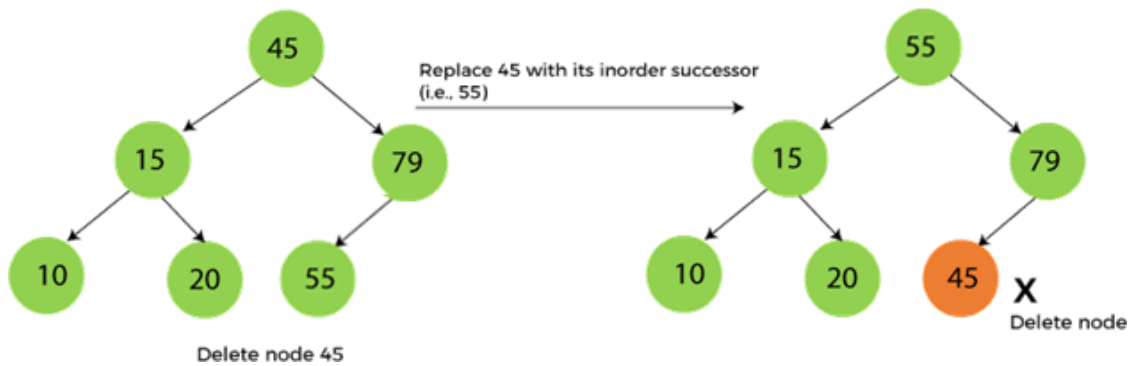 45
55
Replace 45 with its inorder successor
(i.e., 55)
15
79
15
79
10
20
55
10
20
45
X
Delete node
Delete node 45